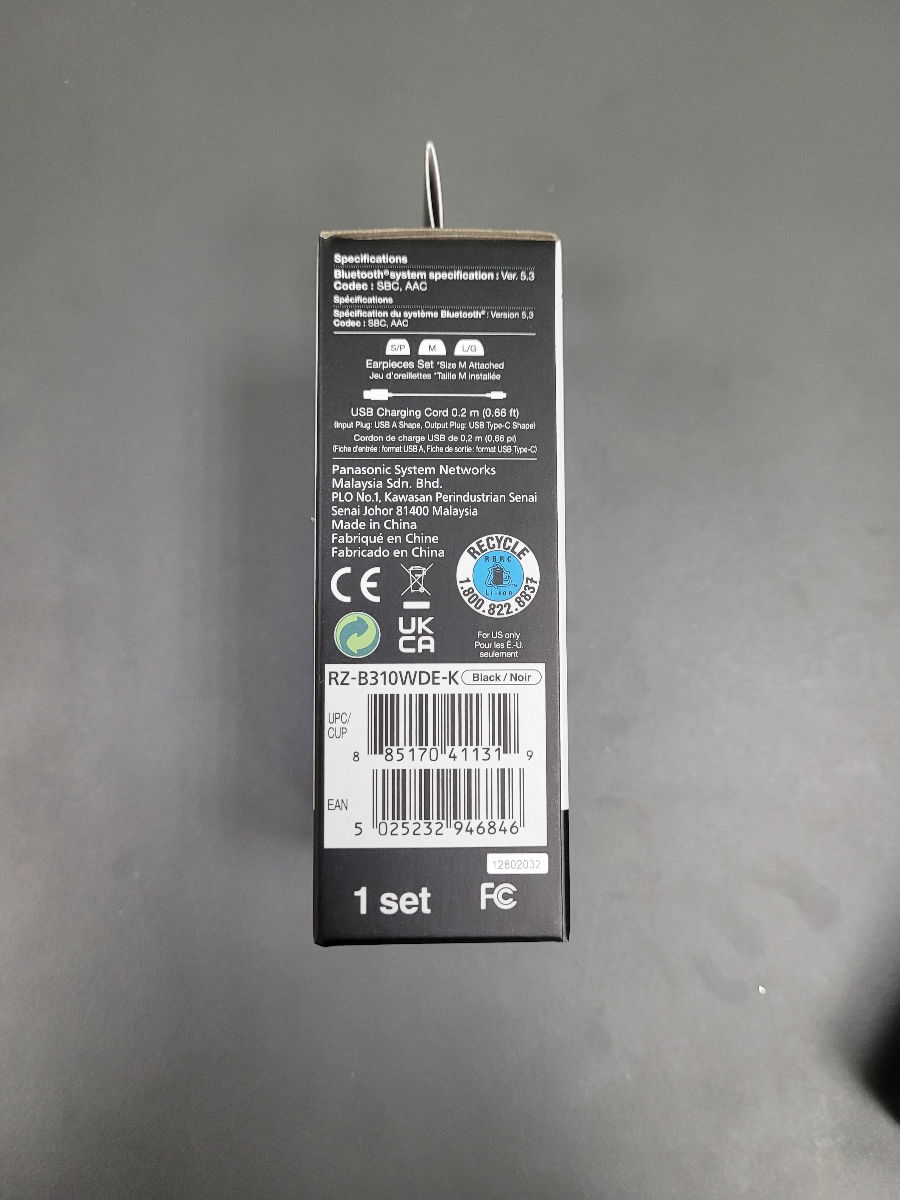 Specifications
Bluetooth® system specification : Ver. 5.3
Codec : SBC, AAC
Spécifications
Spécification du système Bluetooth® : Version 5,3
Codec : SBC, AAC
S/P M L/G
Earpieces Set *Size M Attached
Jeu d'oreillettes *Taille M installée
USB Charging Cord 0.2 m (0.66 ft)
(Input Plug: USB A Shape, Output Plug: USB Type-C Shape)
Cordon de charge USB de 0,2 m (0,66 pi)
(Fiche d'entrée : format USB A, Fiche de sortie : format USB Type-C)
Panasonic System Networks
Malaysia Sdn. Bhd.
PLO No.1, Kawasan Perindustrian Senai
Senai Johor 81400 Malaysia
Made in China
Fabriqué en Chine
Fabricado en China
CE
RECYCLE
RBRC
Li-ion
1.800.822.8837
UK
CA
For US only
Pour les É.-U.
seulement
RZ-B310WDE-K Black / Noir
UPC/
CUP
8 85170 41131 9
EAN
5 025232 946846
12802032
1 set FC